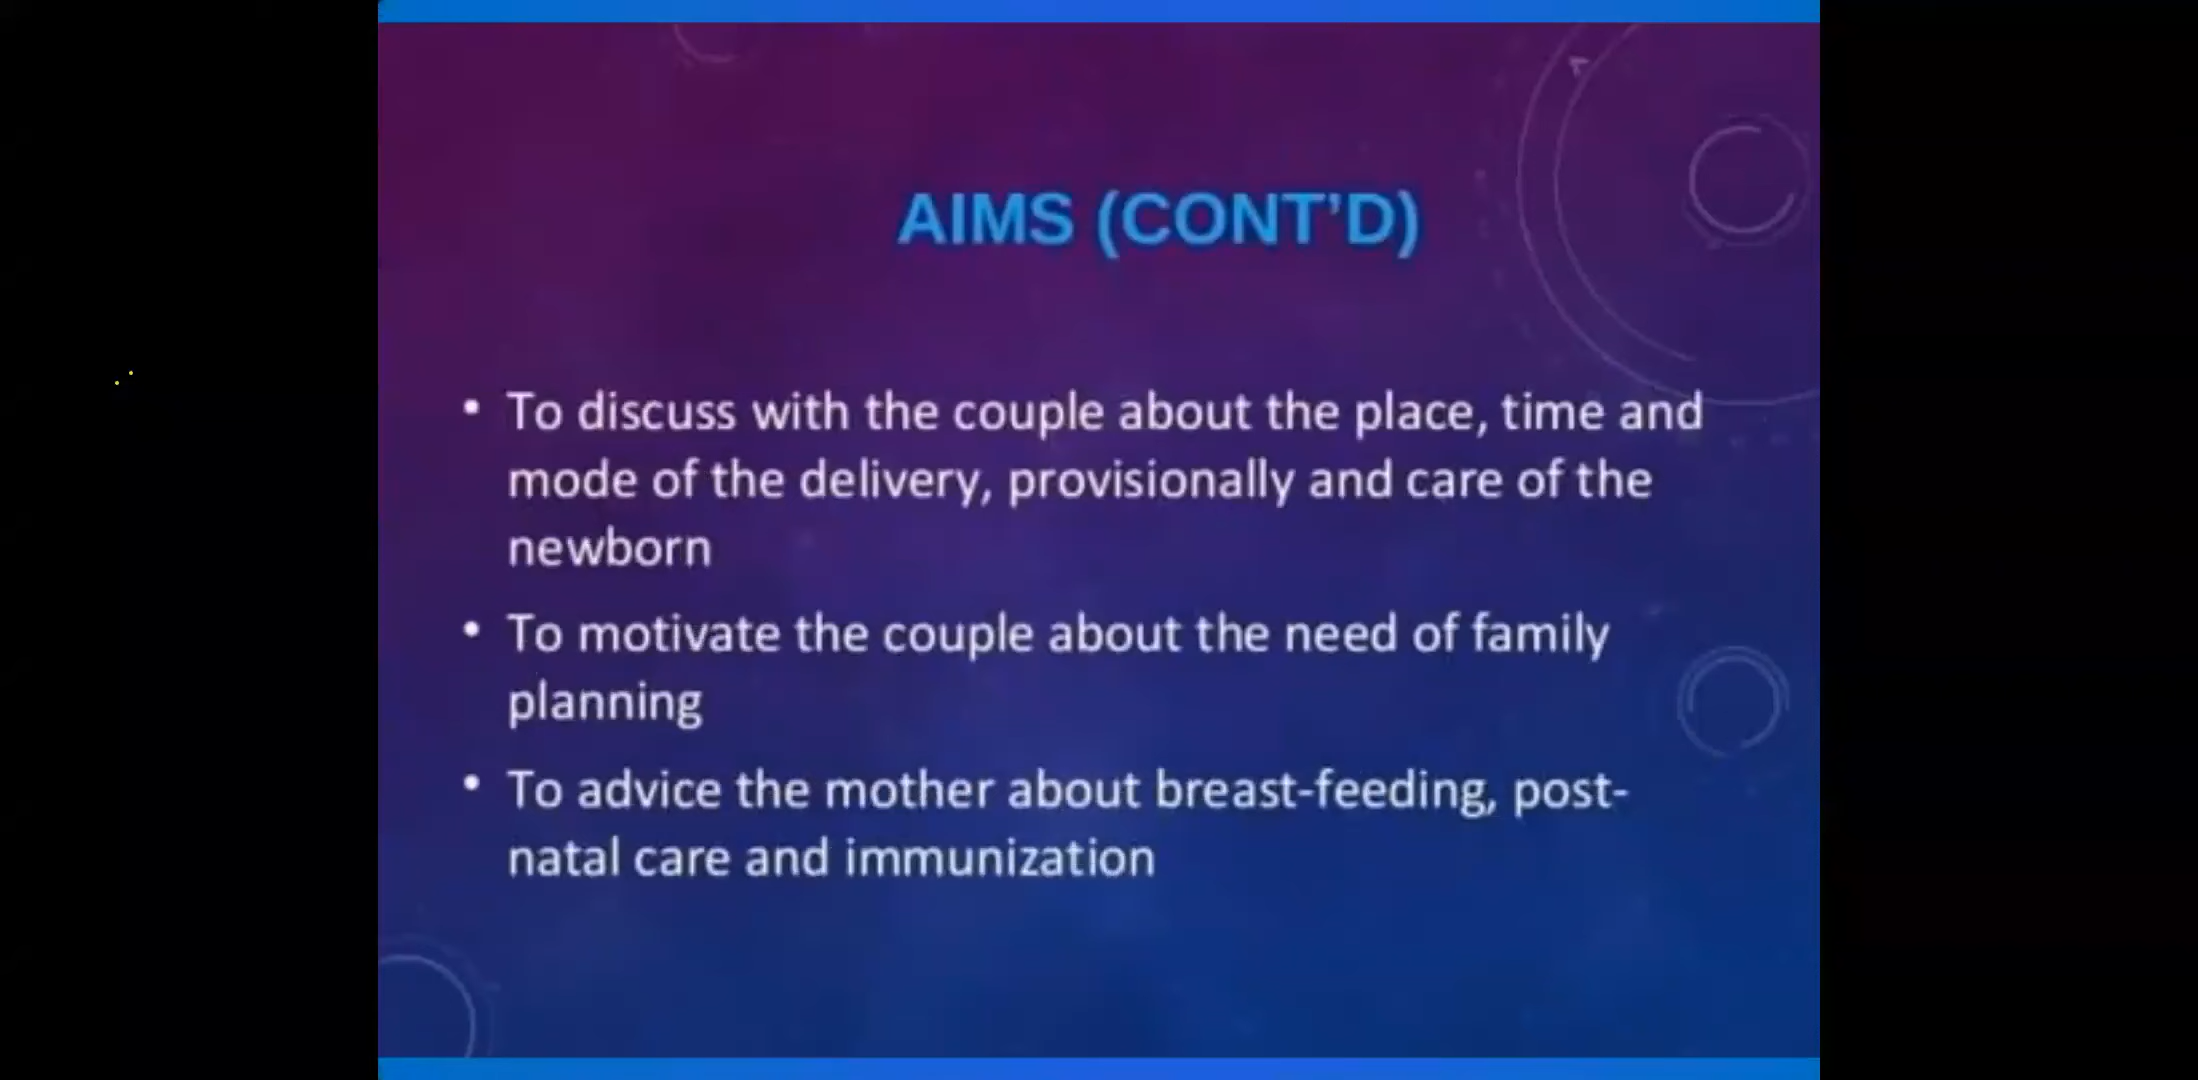 AIMS (CONT’D)
• To discuss with the couple about the place, time and
mode of the delivery, provisionally and care of the
newborn
• To motivate the couple about the need of family
planning
• To advice the mother about breast-feeding, post-
natal care and immunization